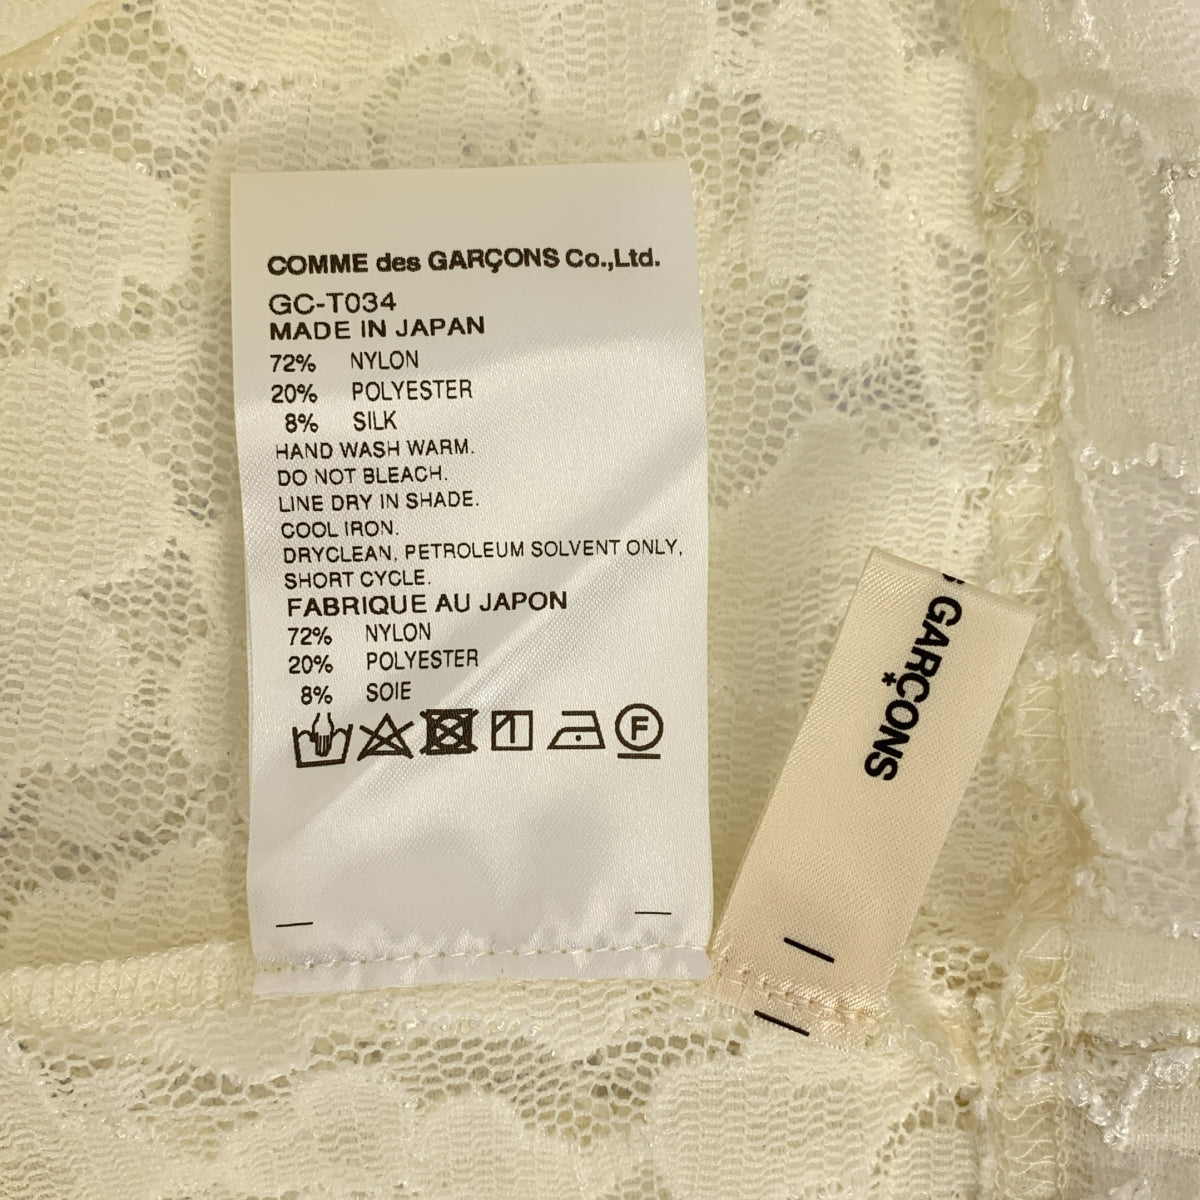 COMME des GARÇONS Co.,Ltd.
GC-T034
MADE IN JAPAN
72% NYLON
20% POLYESTER
8% SILK
HAND WASH WARM.
DO NOT BLEACH.
LINE DRY IN SHADE.
COOL IRON.
DRYCLEAN, PETROLEUM SOLVENT ONLY,
SHORT CYCLE.
FABRIQUE AU JAPON
72% NYLON
20% POLYESTER
8% SOIE
F
GARÇONS
*